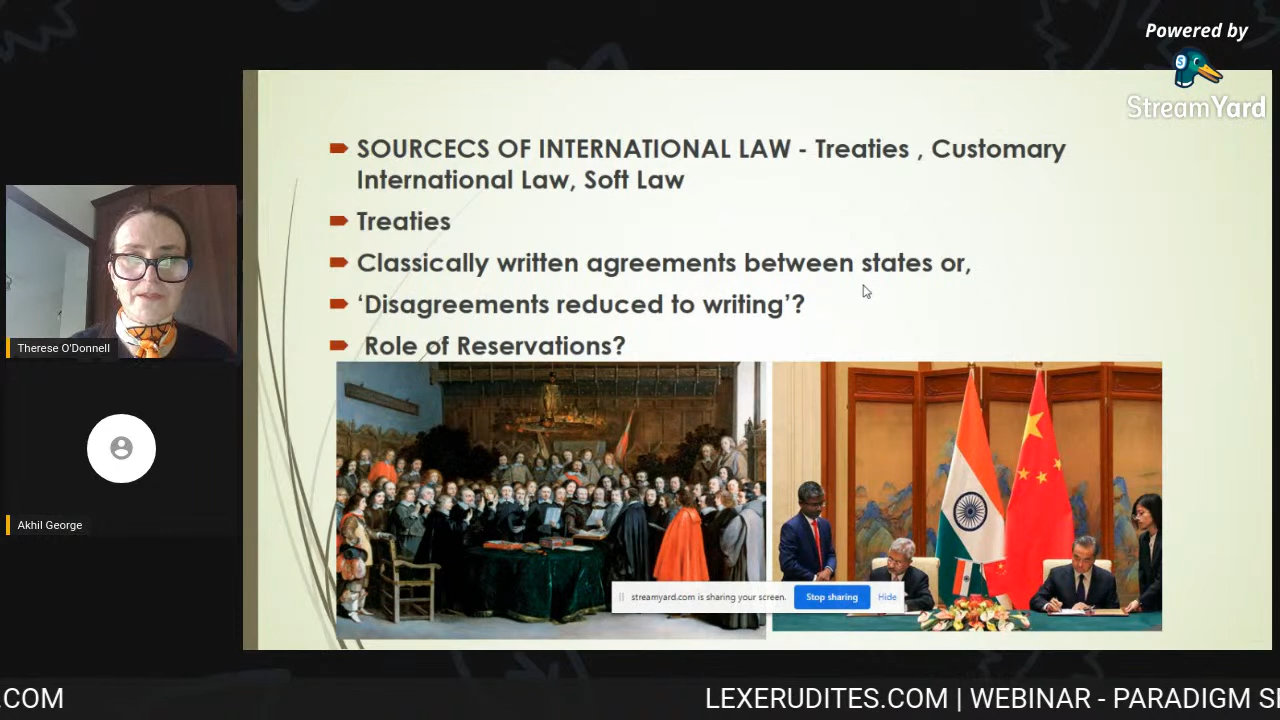 Powered by
StreamYard
SOURCECS OF INTERNATIONAL LAW - Treaties , Customary
International Law, Soft Law
Treaties
Classically written agreements between states or,
‘Disagreements reduced to writing’?
Role of Reservations?
Therese O'Donnell
Akhil George
streamyard.com is sharing your screen.
Stop sharing
Hide
.COM
LEXERUDITES.COM | WEBINAR - PARADIGM S